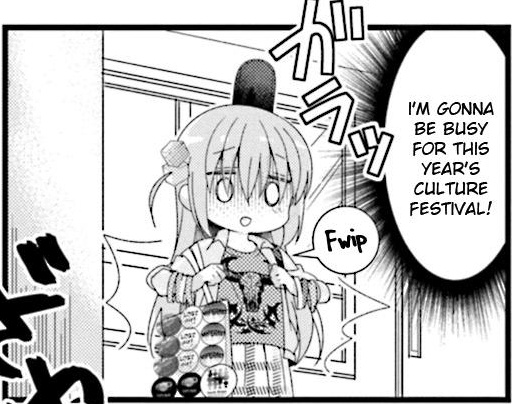 ガラッ
I'M GONNA
BE BUSY
FOR THIS
YEAR'S
CULTURE
FESTIVAL!
Fwip